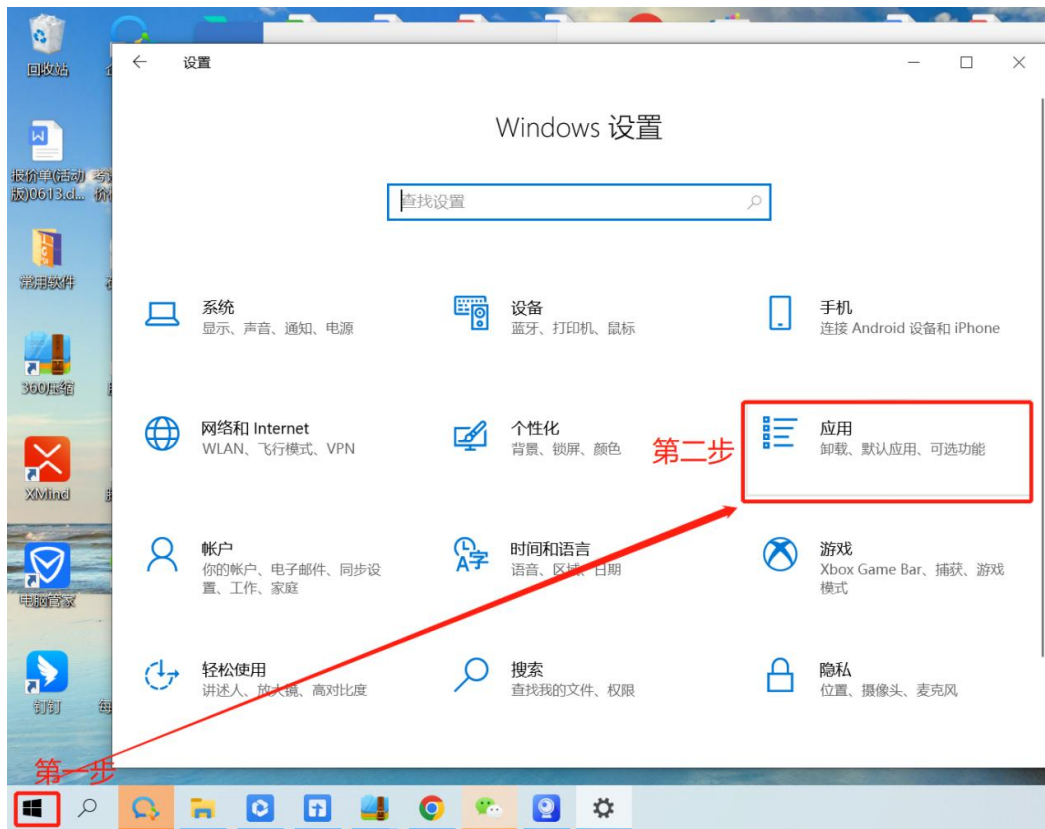 回收站
设置
Windows 设置
查找设置
报价单(活动
版)0613.d...
常用软件
360压缩
XMind
电脑管家
钉钉
系统
显示、声音、通知、电源
设备
蓝牙、打印机、鼠标
手机
连接 Android 设备和 iPhone
网络和 Internet
WLAN、飞行模式、VPN
个性化
背景、锁屏、颜色
第二步
应用
卸载、默认应用、可选功能
帐户
你的帐户、电子邮件、同步设
置、工作、家庭
时间和语言
语音、区域、日期
游戏
Xbox Game Bar、捕获、游戏
模式
轻松使用
讲述人、放大镜、高对比度
搜索
查找我的文件、权限
隐私
位置、摄像头、麦克风
第一步